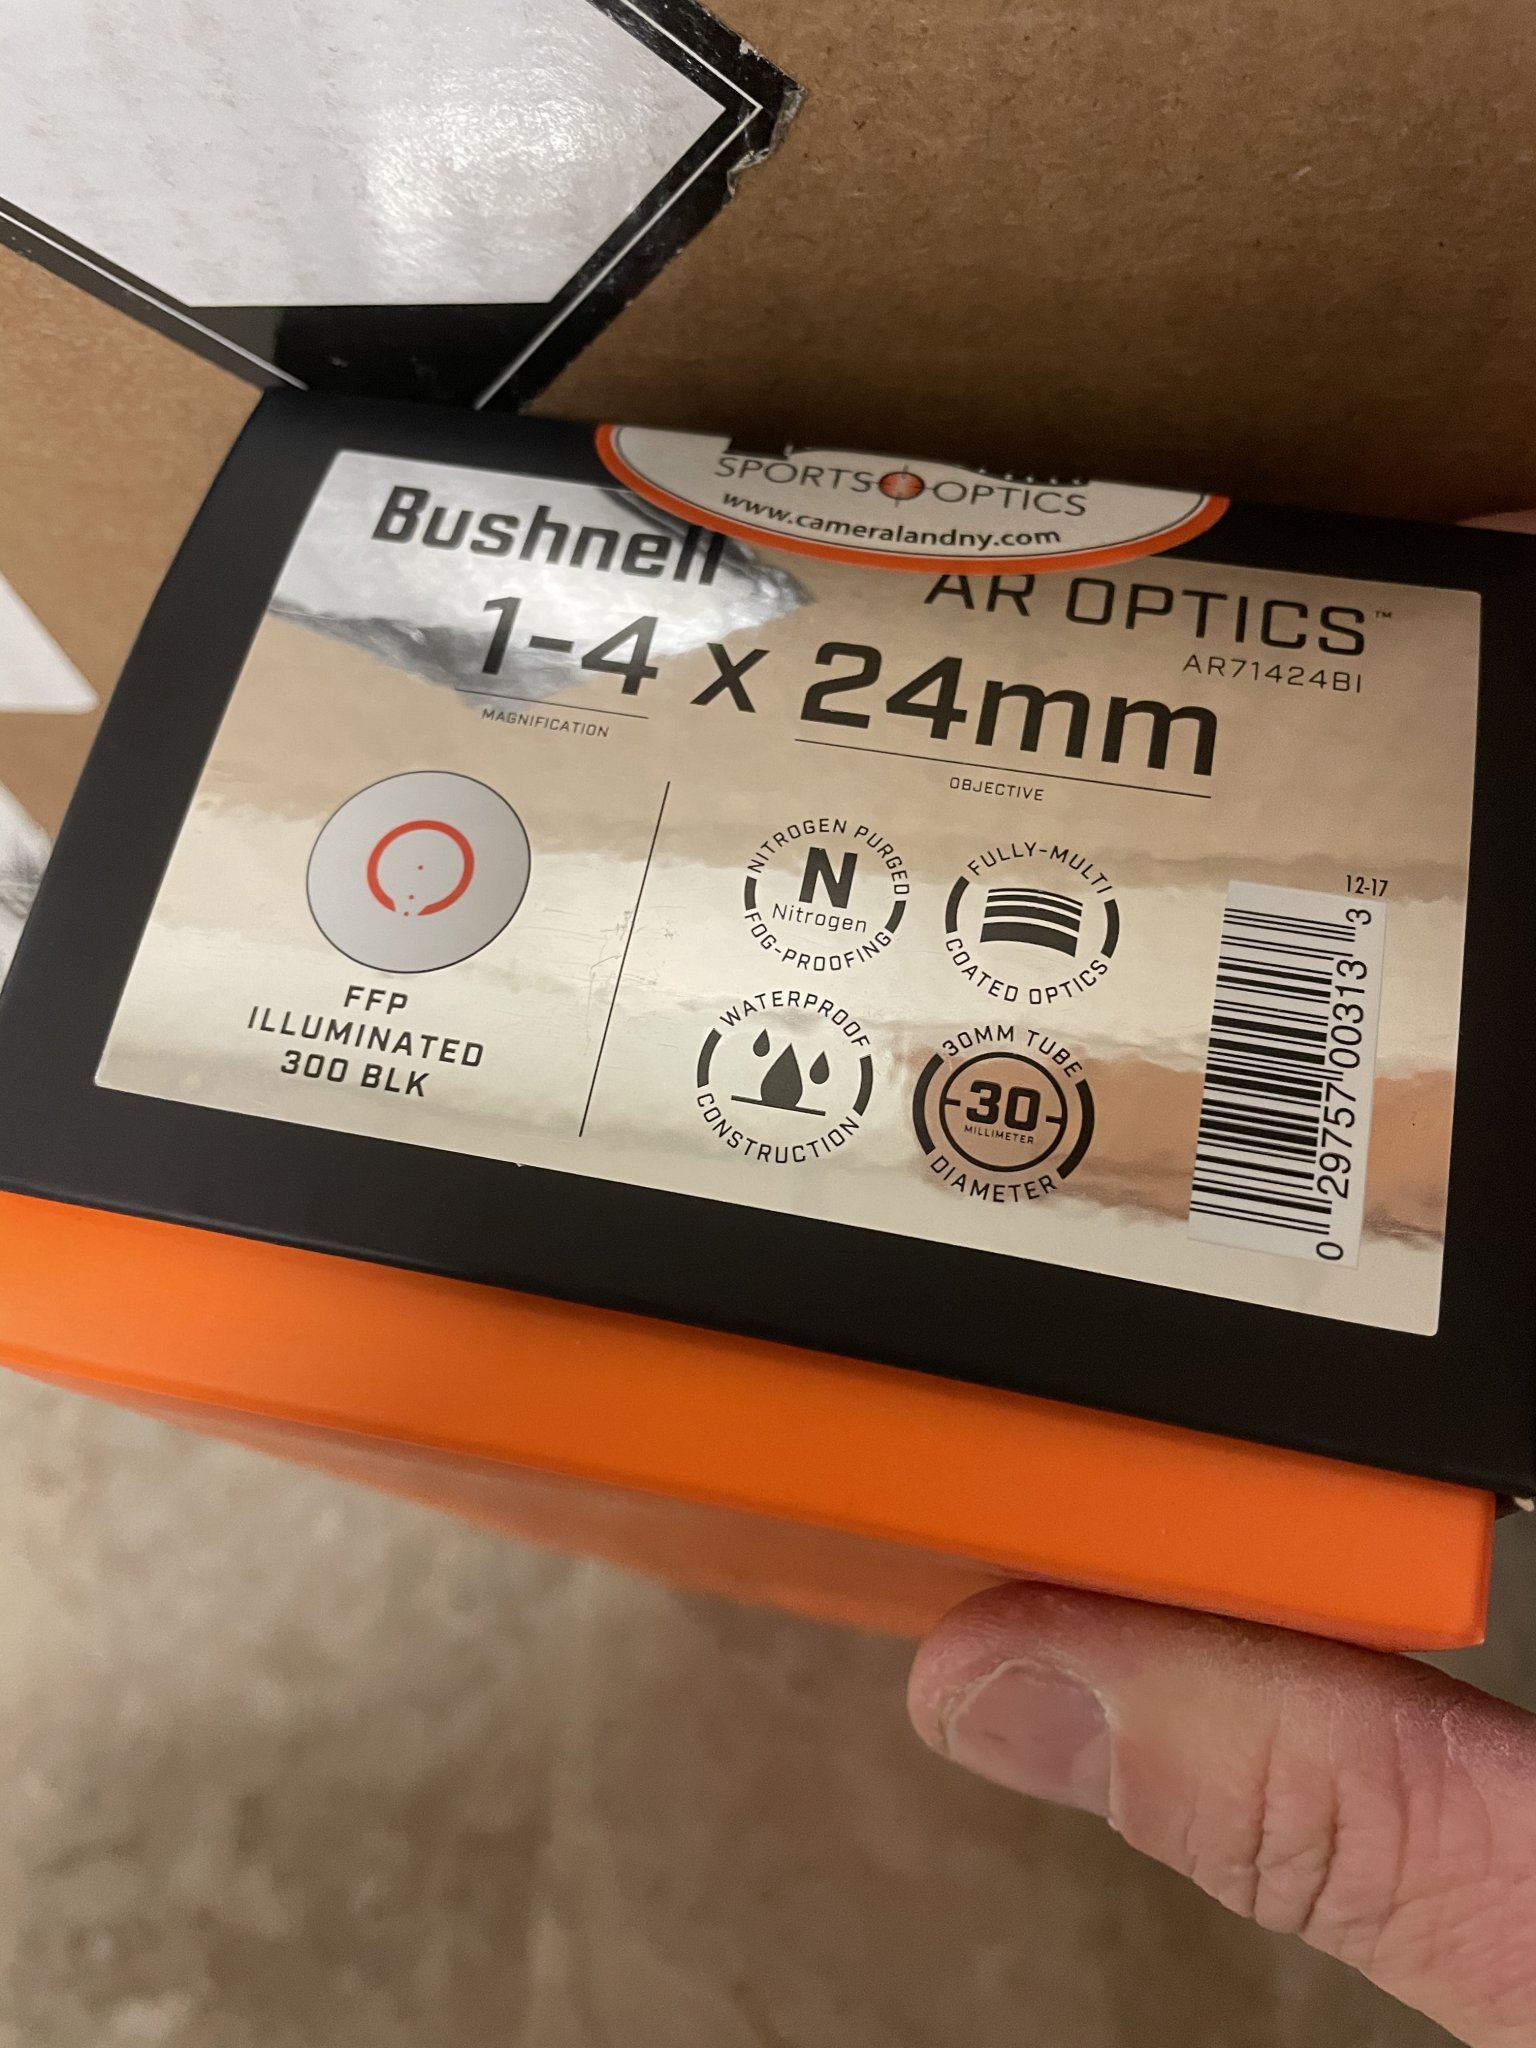 SPORTS OPTICS
www.cameralandny.com
Bushnell
AR OPTICS™
AR71424BI
1-4 x 24mm
MAGNIFICATION
OBJECTIVE
FFP
ILLUMINATED
300 BLK
NITROGEN PURGED
N
Nitrogen
FOG-PROOFING
FULLY-MULTI
COATED OPTICS
WATERPROOF
CONSTRUCTION
30MM TUBE
30
MILLIMETER
DIAMETER
12-17
0 29757 00313 3